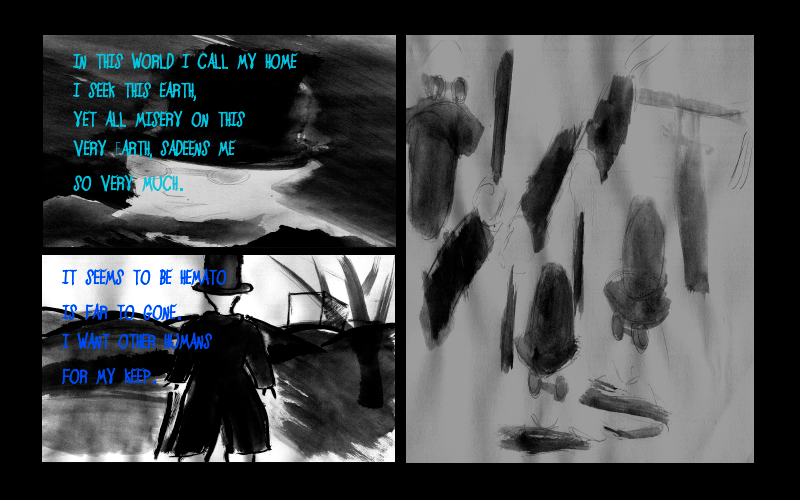 IN THIS WORLD I CALL MY HOME
I SEEK THIS EARTH,
YET ALL MISERY ON THIS
VERY EARTH, SADEENS ME
SO VERY MUCH.
IT SEEMS TO BE HEMATO
IS FAR TO GONE.
I WANT OTHER HUMANS
FOR MY KEEP.